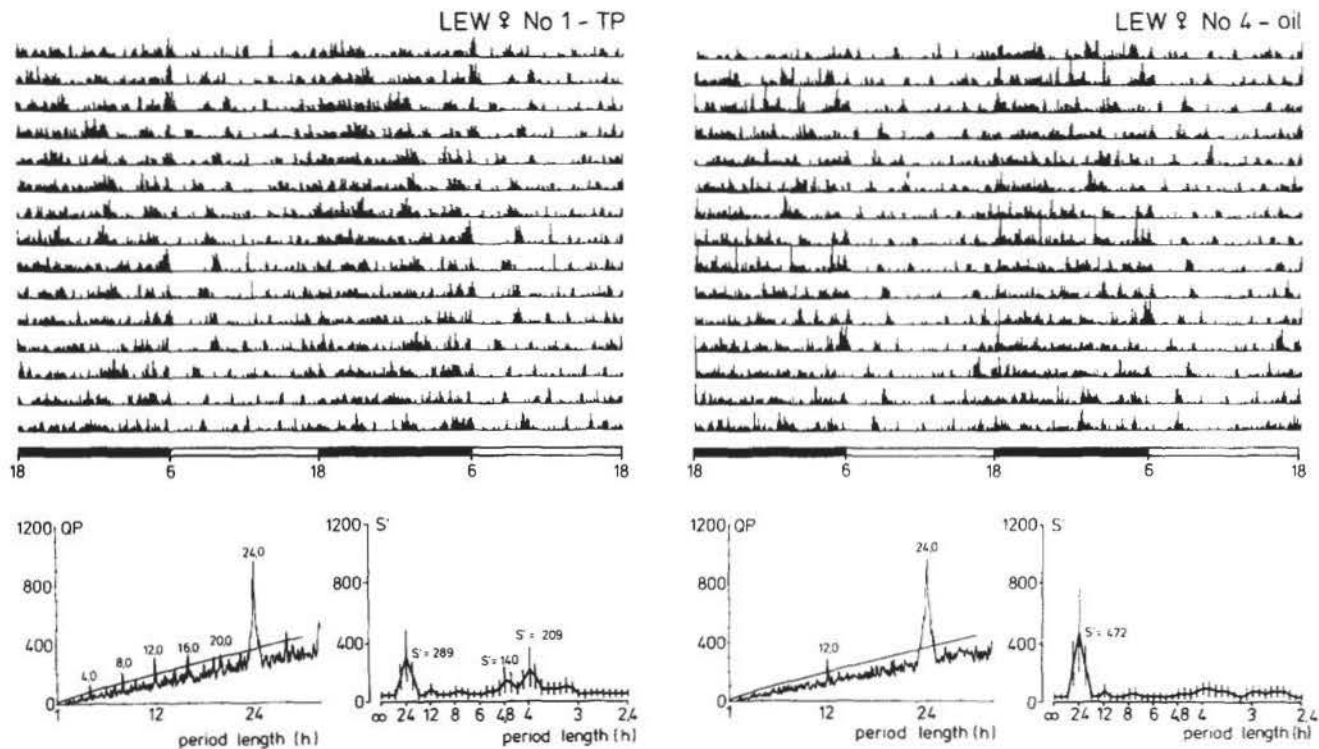 LEW ♀ No 1 - TP
18 6 18 6 18
1200 QP
800
400
0
4,0 8,0 12,0 16,0 20,0 24,0
1 12 24
period length (h)
1200 S'
800
400
0
S' = 289 S' = 140 S' = 209
∞ 24 12 8 6 4,8 4 3 2,4
period length (h)
LEW ♀ No 4 - oil
18 6 18 6 18
1200 QP
800
400
0
12,0 24,0
1 12 24
period length (h)
1200 S'
800
400
0
S' = 472
∞ 24 12 8 6 4,8 4 3 2,4
period length (h)